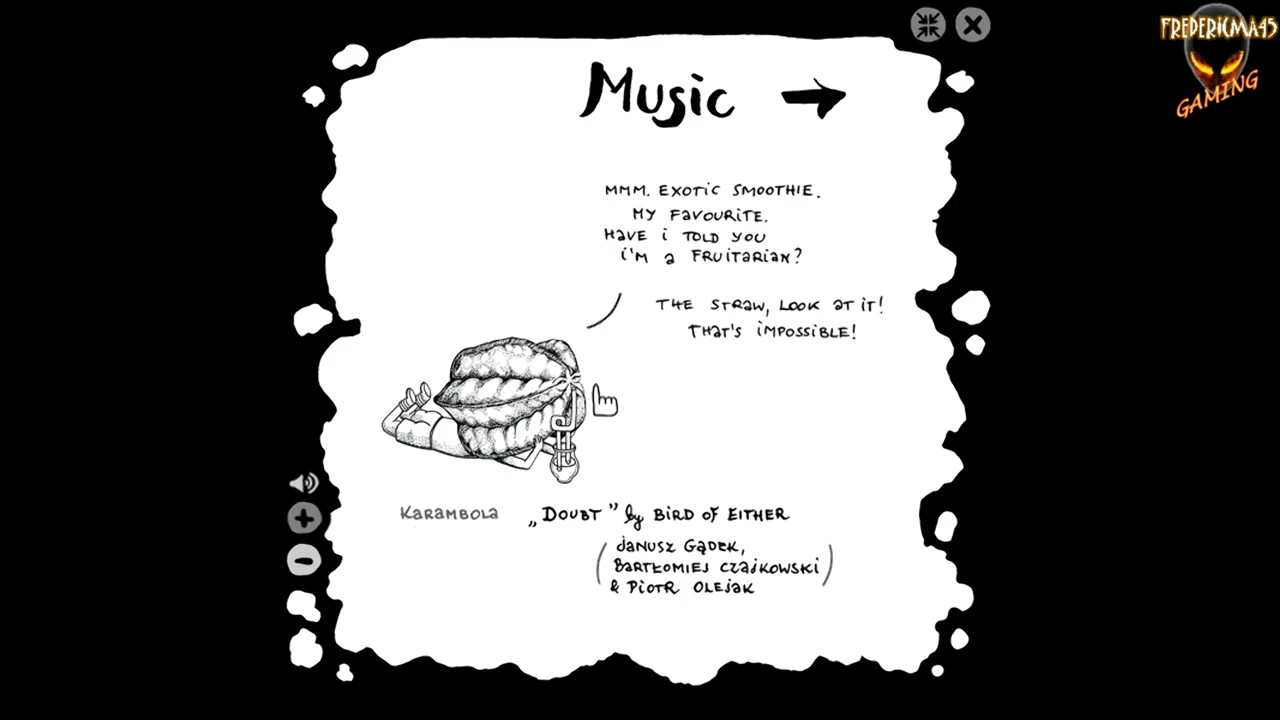 FREDERICMA45
GAMING
Music
MMM. EXOTIC SMOOTHIE.
MY FAVOURITE.
HAVE I TOLD YOU
I'M A FRUITARIAN?
THE STRAW, LOOK AT IT!
THAT'S IMPOSSIBLE!
KARAMBOLA
„DOUBT” by BIRD OF EITHER
(JANUSZ GĄDEK,
BARTŁOMIEJ CZAJKOWSKI
& PIOTR OLEJAK)